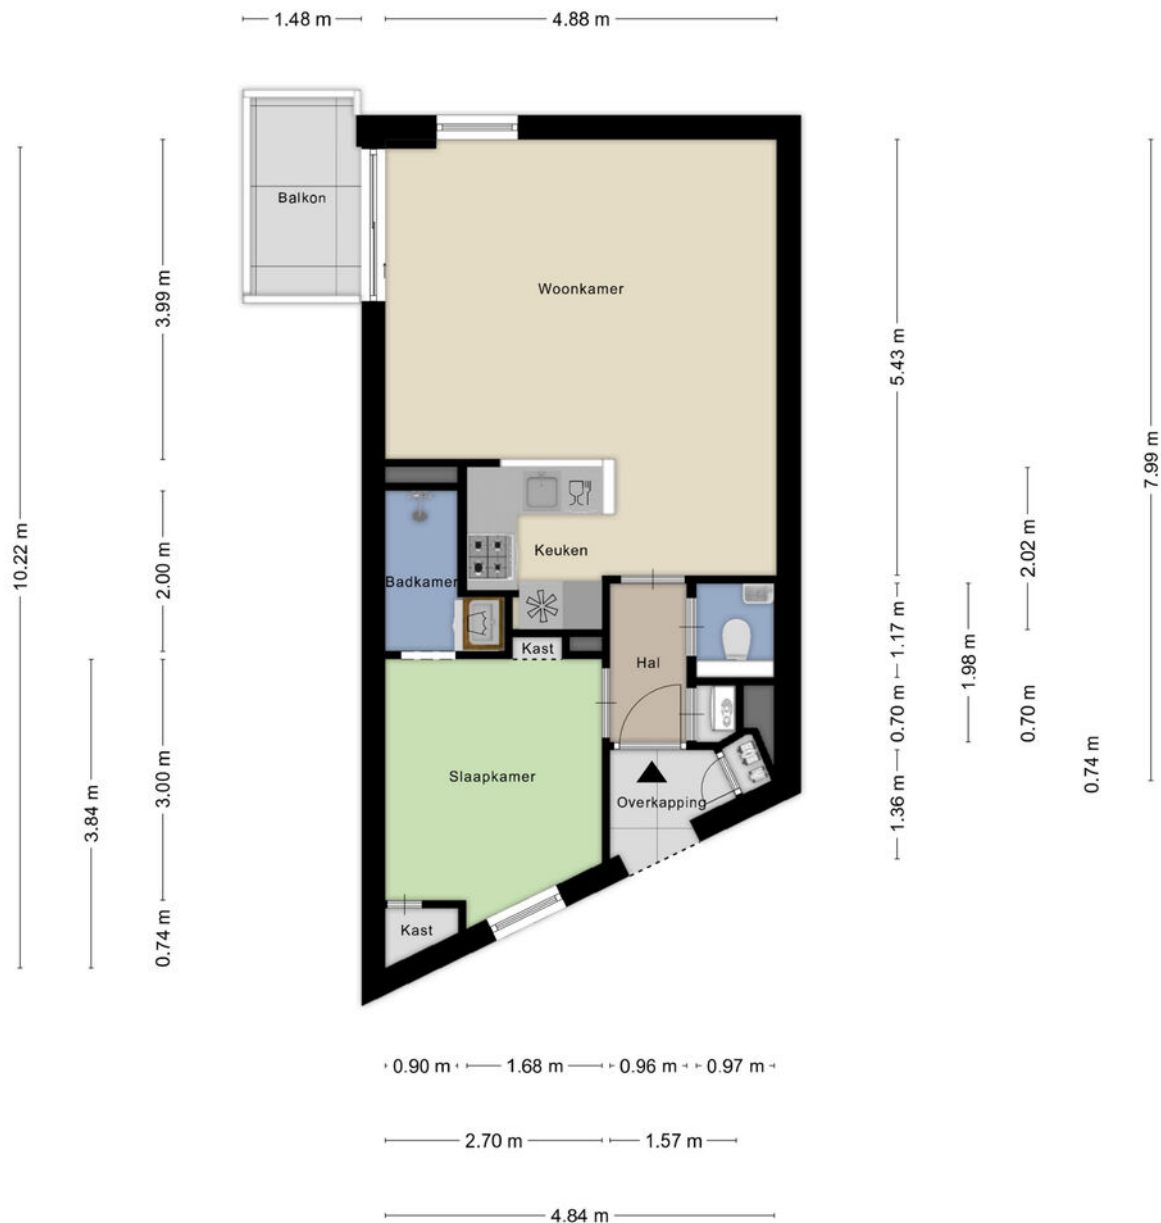 1.48 m
4.88 m
Balkon
Woonkamer
3.99 m
5.43 m
7.99 m
10.22 m
2.00 m
Keuken
Badkamer
2.02 m
Kast
Hal
1.17 m
1.98 m
0.70 m
0.70 m
Slaapkamer
3.00 m
3.84 m
Overkapping
1.36 m
0.74 m
Kast
0.74 m
0.90 m
1.68 m
0.96 m
0.97 m
2.70 m
1.57 m
4.84 m